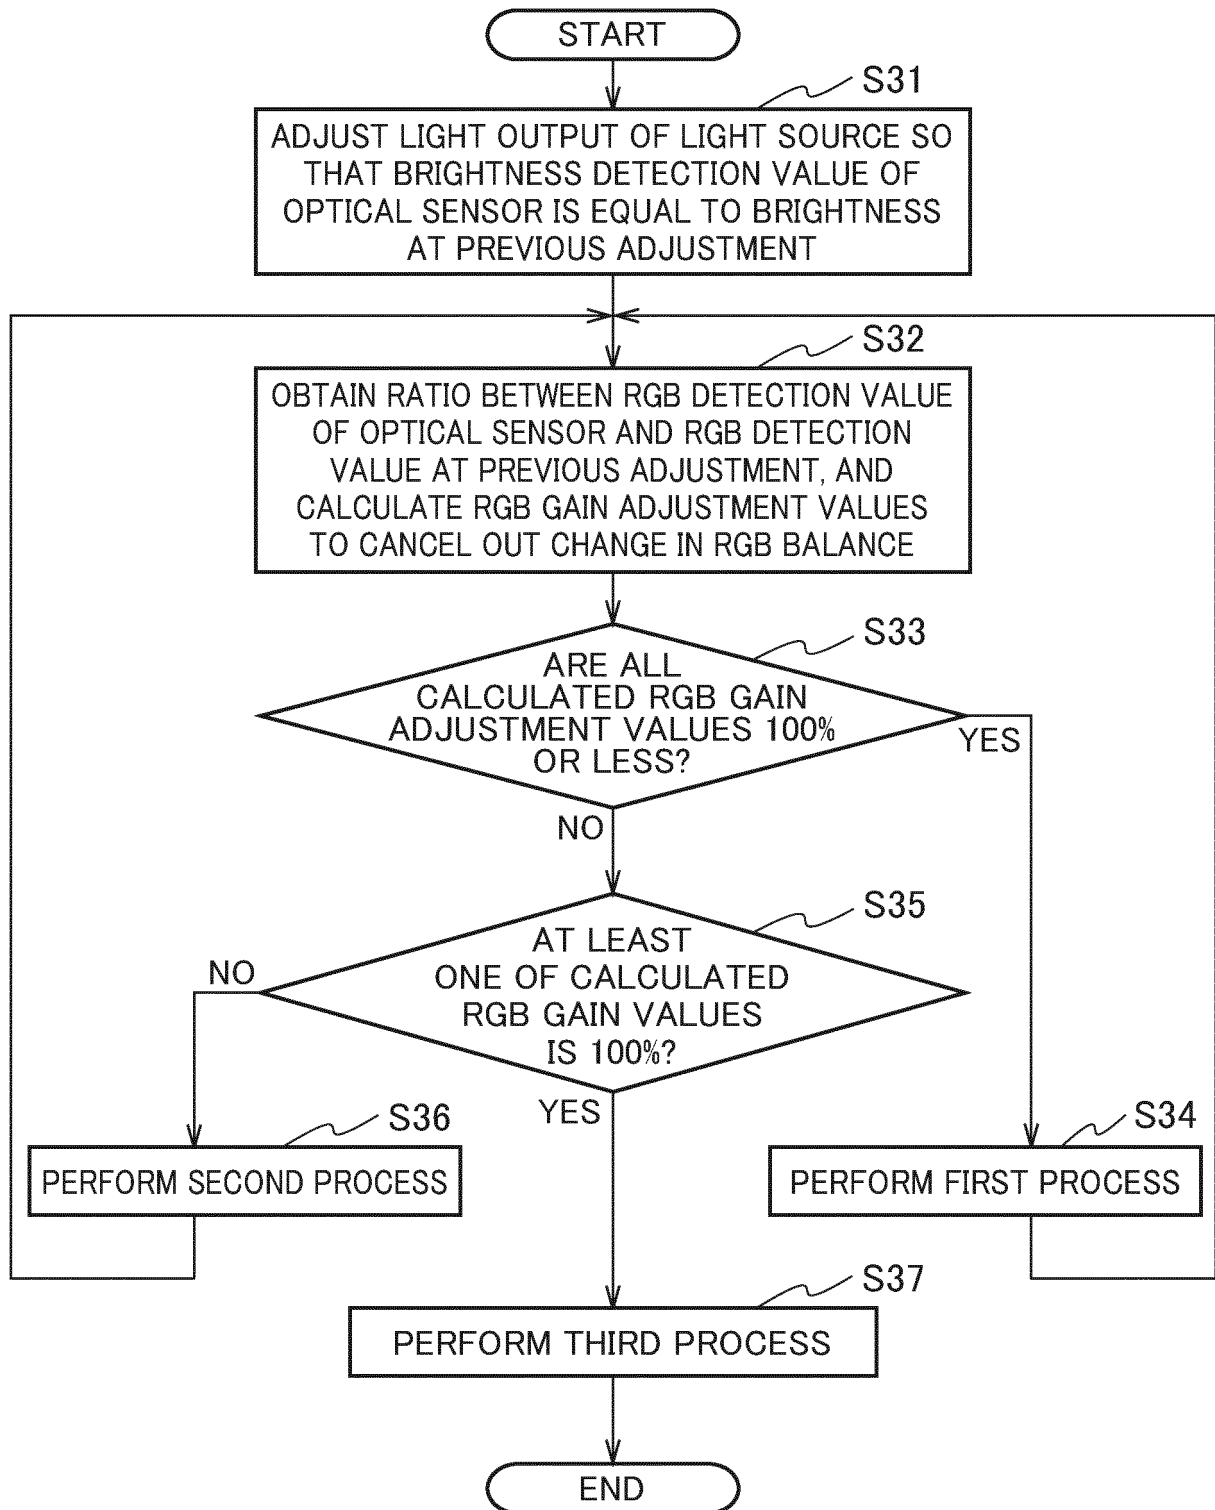 START
S31
ADJUST LIGHT OUTPUT OF LIGHT SOURCE SO
THAT BRIGHTNESS DETECTION VALUE OF
OPTICAL SENSOR IS EQUAL TO BRIGHTNESS
AT PREVIOUS ADJUSTMENT
S32
OBTAIN RATIO BETWEEN RGB DETECTION VALUE
OF OPTICAL SENSOR AND RGB DETECTION
VALUE AT PREVIOUS ADJUSTMENT, AND
CALCULATE RGB GAIN ADJUSTMENT VALUES
TO CANCEL OUT CHANGE IN RGB BALANCE
S33
ARE ALL
CALCULATED RGB GAIN
ADJUSTMENT VALUES 100%
OR LESS?
YES
NO
S35
AT LEAST
ONE OF CALCULATED
RGB GAIN VALUES
IS 100%?
NO
YES
S36
PERFORM SECOND PROCESS
S34
PERFORM FIRST PROCESS
S37
PERFORM THIRD PROCESS
END